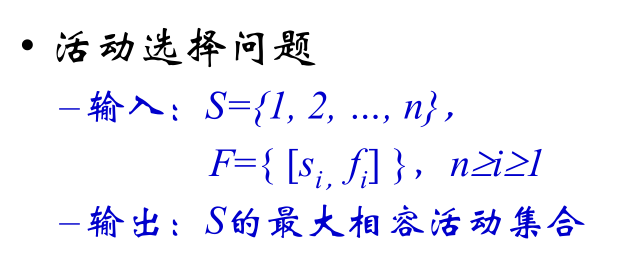 • 活动选择问题
–输入：S={1, 2, …, n}，
F={ [sᵢ, fᵢ] }，n≥i≥1
–输出：S的最大相容活动集合